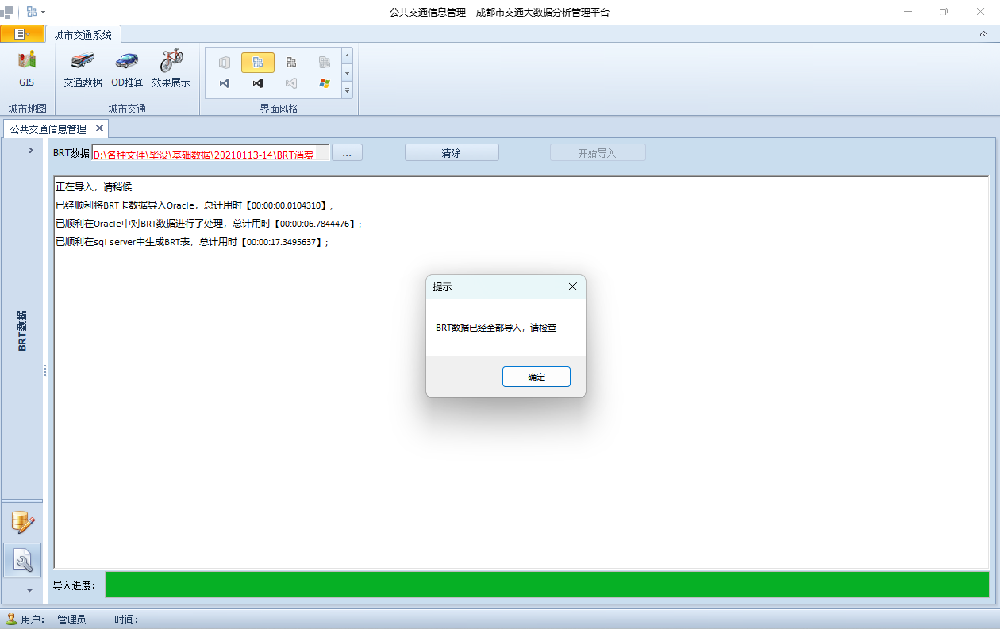 公共交通信息管理 - 成都市交通大数据分析管理平台
城市交通系统
GIS
交通数据 OD推算 效果展示
城市地图 城市交通 界面风格
公共交通信息管理
BRT数据 D:\各种文件\毕设\基础数据\20210113-14\BRT消费 ... 清除 开始导入
正在导入，请稍候...
已经顺利将BRT卡数据导入Oracle，总计用时【00:00:00.0104310】;
已顺利在Oracle中对BRT数据进行了处理，总计用时【00:00:06.7844476】;
已顺利在sql server中生成BRT表，总计用时【00:00:17.3495637】;
提示
BRT数据已经全部导入，请检查
确定
BRT数据
导入进度：
用户： 管理员 时间：